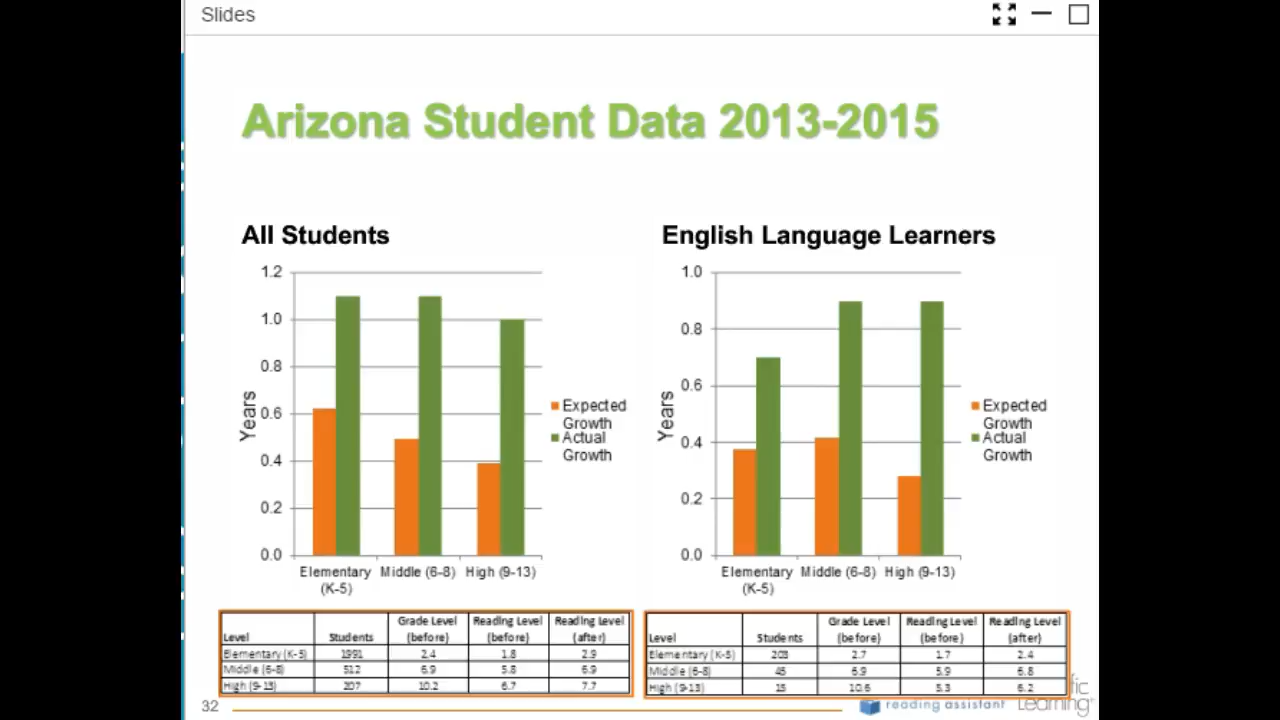 Slides
Arizona Student Data 2013-2015
All Students
1.2
1.0
0.8
0.6
0.4
0.2
0.0
Years
Elementary (K-5)
Middle (6-8)
High (9-13)
Expected Growth
Actual Growth
English Language Learners
1.0
0.8
0.6
0.4
0.2
0.0
Years
Elementary (K-5)
Middle (6-8)
High (9-13)
Expected Growth
Actual Growth
Level Students Grade Level (before) Reading Level (before) Reading Level (after)
Elementary (K-5) 1991 2.4 1.8 2.9
Middle (6-8) 512 6.9 5.8 6.9
High (9-13) 207 10.2 6.7 7.7
Level Students Grade Level (before) Reading Level (before) Reading Level (after)
Elementary (K-5) 203 2.7 1.7 2.4
Middle (6-8) 45 6.9 5.9 6.8
High (9-13) 15 10.6 5.3 6.2
32
reading assistant
Learning